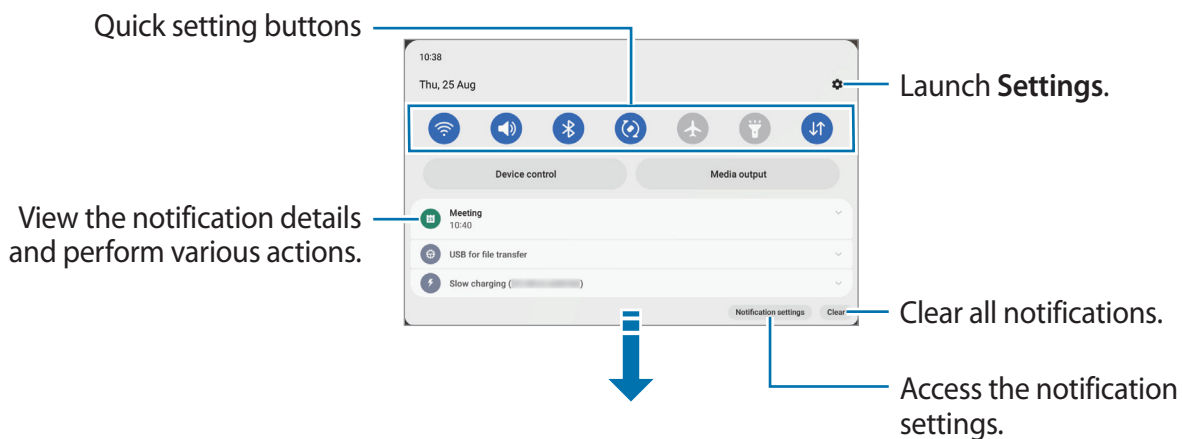 Quick setting buttons
10:38
Thu, 25 Aug
Launch Settings.
Device control
Media output
View the notification details
and perform various actions.
Meeting
10:40
USB for file transfer
Slow charging ( )
Notification settings
Clear
Clear all notifications.
Access the notification
settings.